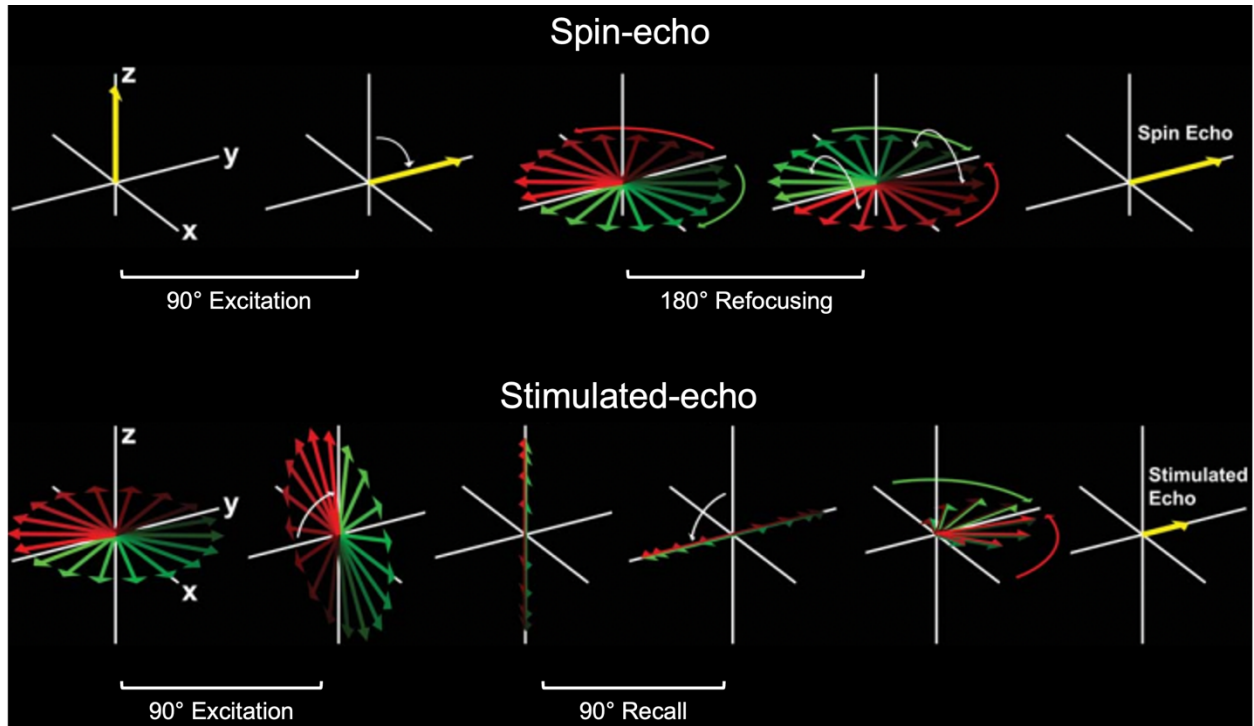 Spin-echo
z
y
x
Spin Echo
90° Excitation
180° Refocusing
Stimulated-echo
z
y
x
Stimulated
Echo
90° Excitation
90° Recall